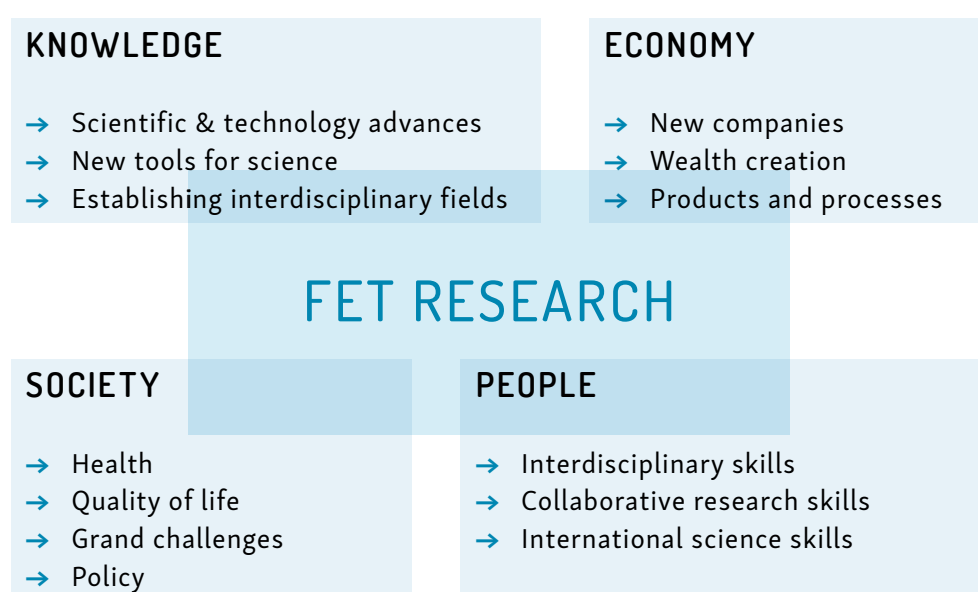 KNOWLEDGE
→ Scientific & technology advances
→ New tools for science
→ Establishing interdisciplinary fields
ECONOMY
→ New companies
→ Wealth creation
→ Products and processes
FET RESEARCH
SOCIETY
→ Health
→ Quality of life
→ Grand challenges
→ Policy
PEOPLE
→ Interdisciplinary skills
→ Collaborative research skills
→ International science skills